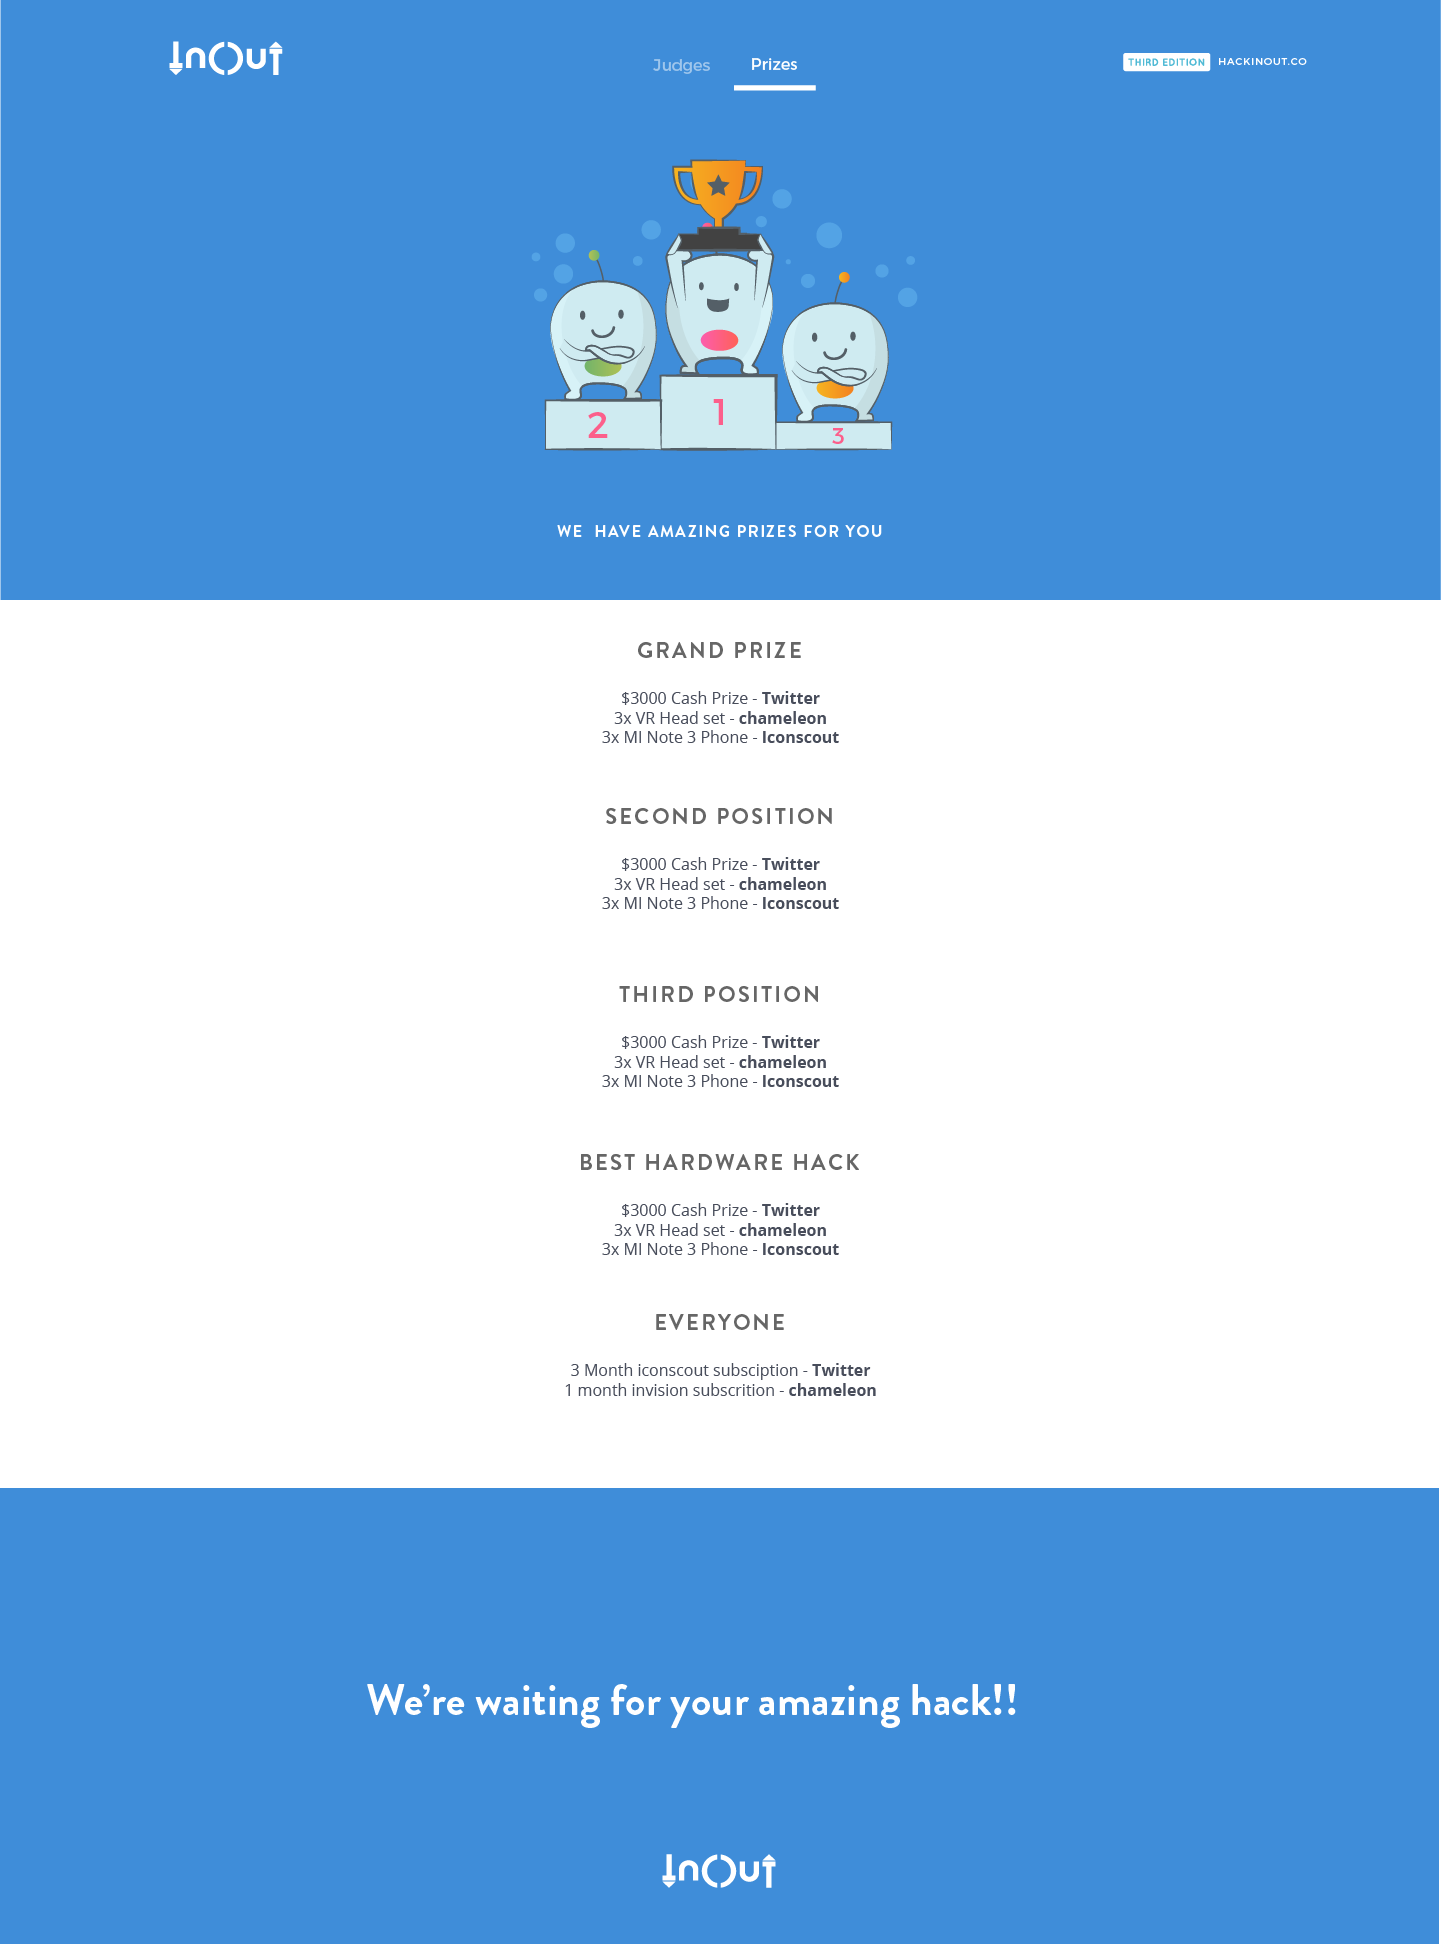 InOut
Judges
Prizes
THIRD EDITION HACKINOUT.CO
2
1
3
WE HAVE AMAZING PRIZES FOR YOU
GRAND PRIZE
$3000 Cash Prize - Twitter
3x VR Head set - chameleon
3x MI Note 3 Phone - Iconscout
SECOND POSITION
$3000 Cash Prize - Twitter
3x VR Head set - chameleon
3x MI Note 3 Phone - Iconscout
THIRD POSITION
$3000 Cash Prize - Twitter
3x VR Head set - chameleon
3x MI Note 3 Phone - Iconscout
BEST HARDWARE HACK
$3000 Cash Prize - Twitter
3x VR Head set - chameleon
3x MI Note 3 Phone - Iconscout
EVERYONE
3 Month iconscout subsciption - Twitter
1 month invision subscrition - chameleon
We’re waiting for your amazing hack!!
InOut